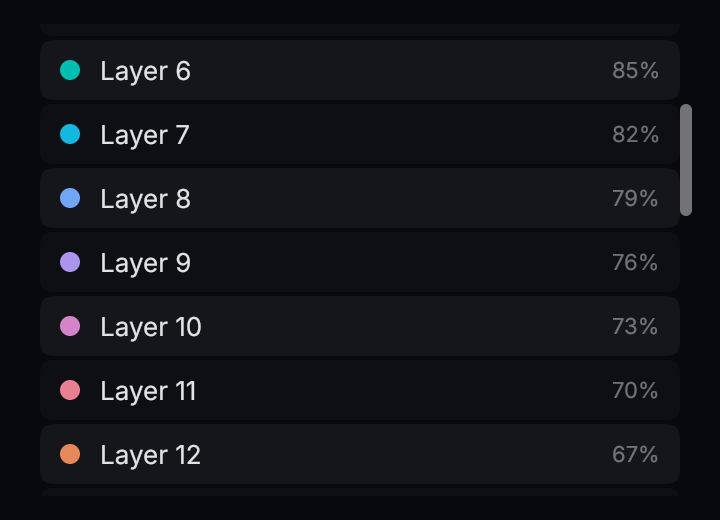 Layer 6 85%
Layer 7 82%
Layer 8 79%
Layer 9 76%
Layer 10 73%
Layer 11 70%
Layer 12 67%